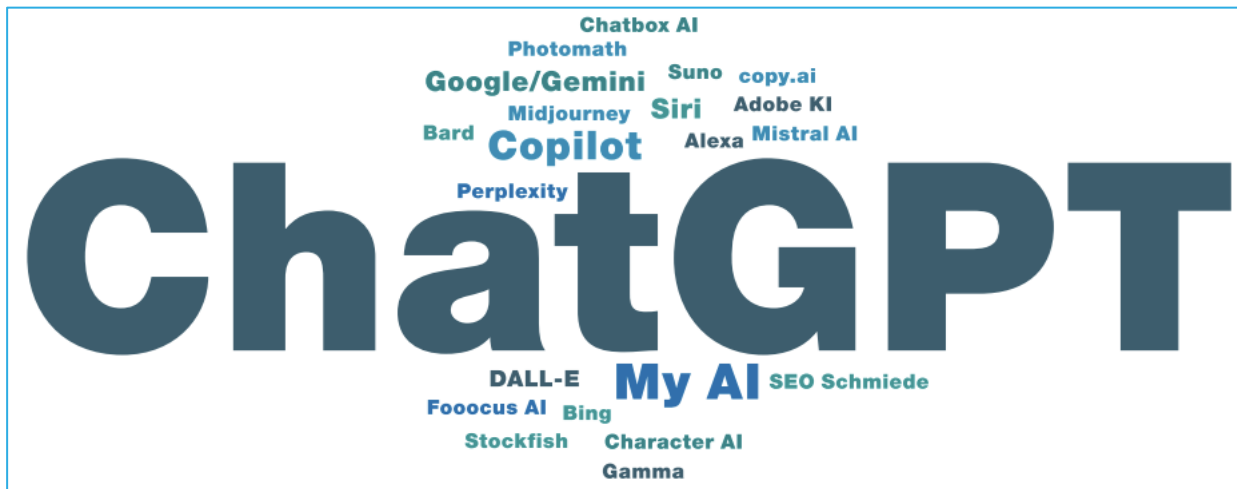 Chatbox AI
Photomath
Google/Gemini
Suno
copy.ai
Midjourney
Siri
Adobe KI
Bard
Copilot
Alexa
Mistral AI
Perplexity
ChatGPT
DALL-E
My AI
SEO Schmiede
Fooocus AI
Bing
Stockfish
Character AI
Gamma